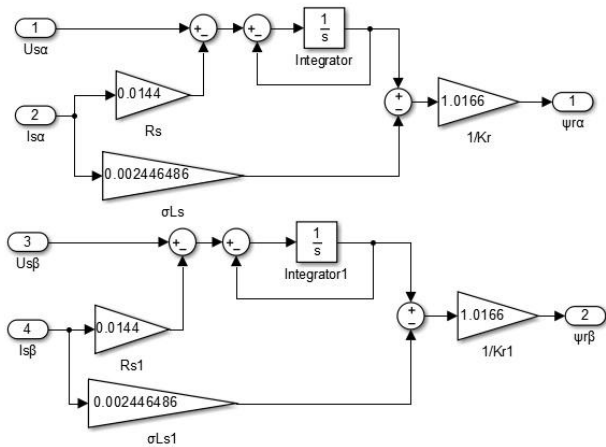 1
Usα
+
−
+
−
1
s
Integrator
0.0144
Rs
2
Isα
+
−
1.0166
1/Kr
1
ψrα
0.002446486
σLs
3
Usβ
+
−
+
−
1
s
Integrator1
0.0144
Rs1
4
Isβ
+
−
1.0166
1/Kr1
2
ψrβ
0.002446486
σLs1